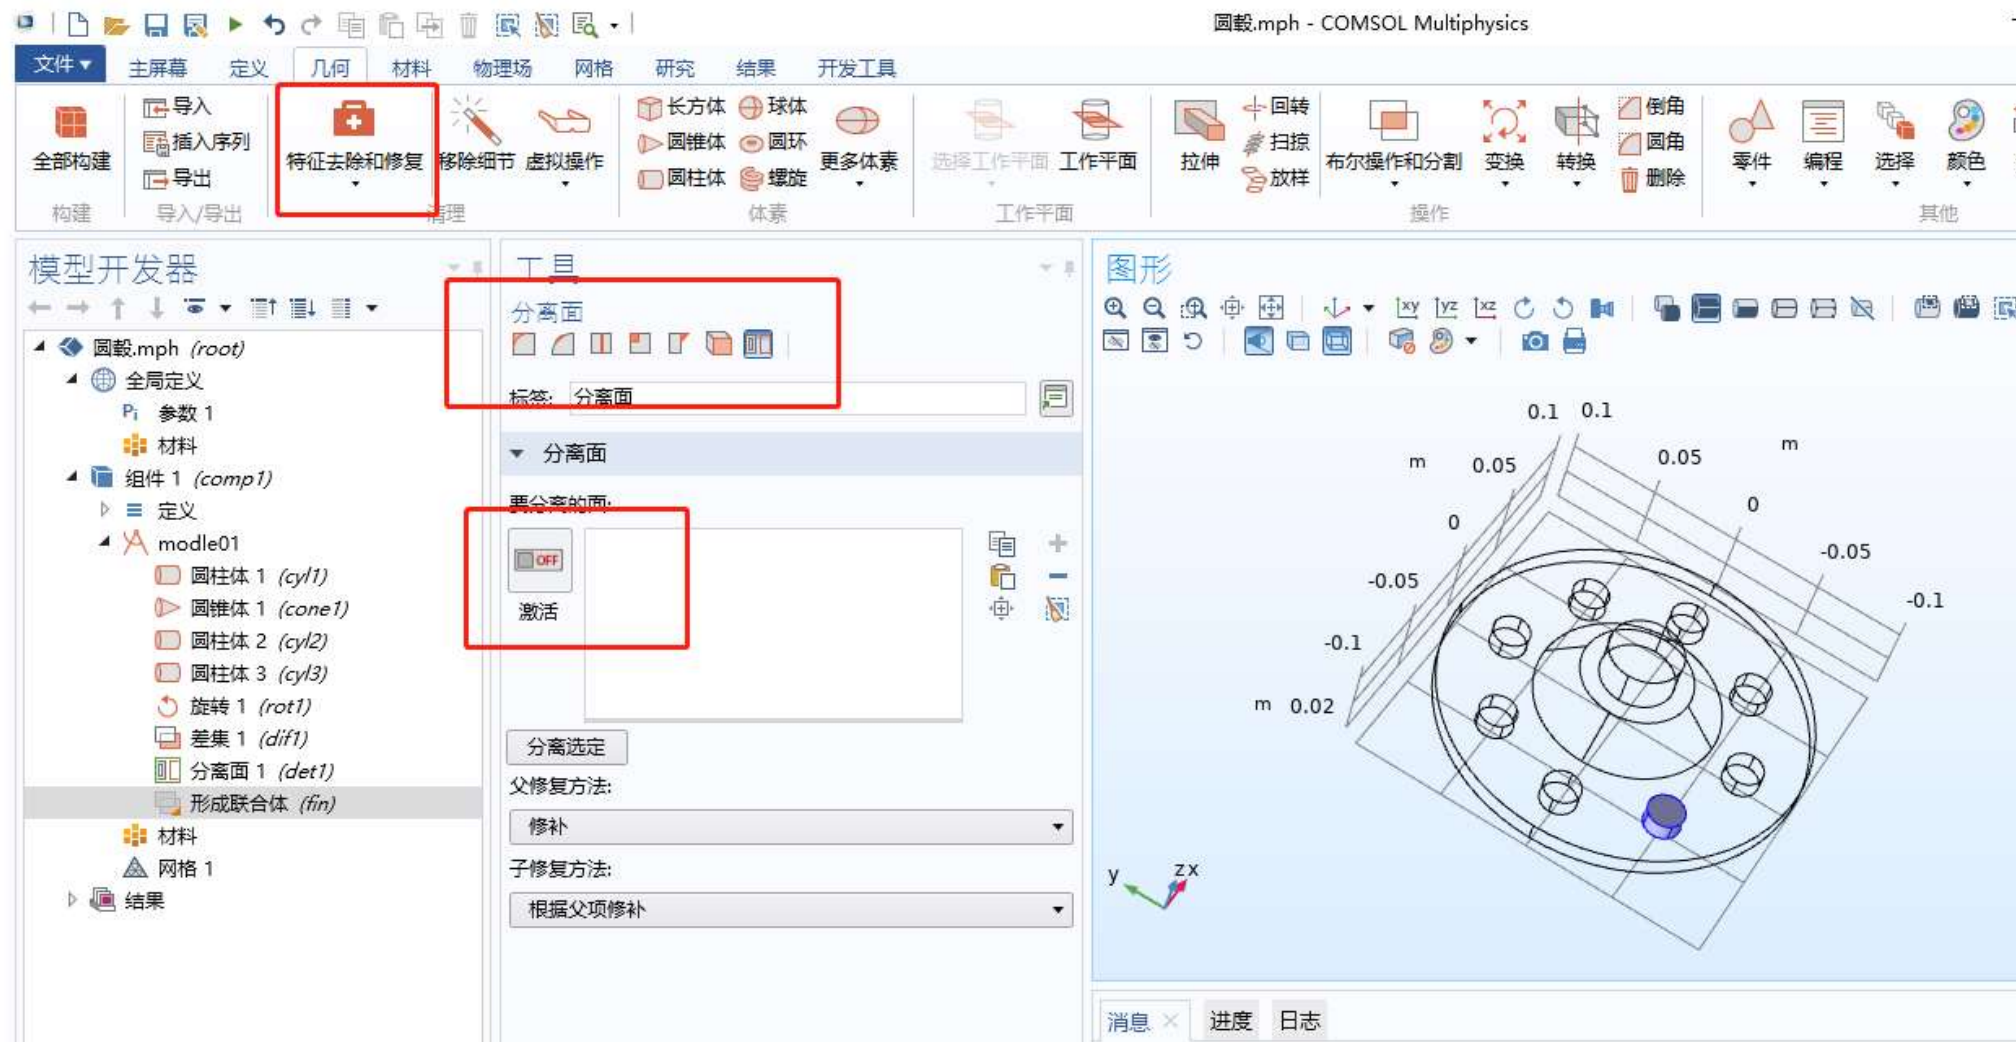 圆毂.mph - COMSOL Multiphysics
文件 主屏幕 定义 几何 材料 物理场 网格 研究 结果 开发工具
全部构建
导入
插入序列
导出
特征去除和修复
移除细节
虚拟操作
长方体 球体
圆锥体 圆环
圆柱体 螺旋
更多体素
选择工作平面
工作平面
拉伸
回转
扫掠
放样
布尔操作和分割
变换
转换
倒角
圆角
删除
零件
编程
选择
颜色
构建 导入/导出 清理 体素 工作平面 操作 其他
模型开发器
圆毂.mph (root)
全局定义
Pi 参数 1
材料
组件 1 (comp1)
定义
modle01
圆柱体 1 (cyl1)
圆锥体 1 (cone1)
圆柱体 2 (cyl2)
圆柱体 3 (cyl3)
旋转 1 (rot1)
差集 1 (dif1)
分离面 1 (det1)
形成联合体 (fin)
材料
网格 1
结果
工具
分离面
标签: 分离面
分离面
要分离的面:
OFF
激活
分离选定
父修复方法:
修补
子修复方法:
根据父项修补
图形
xy yz xz
0.1 0.1
m 0.05 0.05 m
0 0
-0.05 -0.05
-0.1 -0.1
m 0.02
y z x
消息 进度 日志